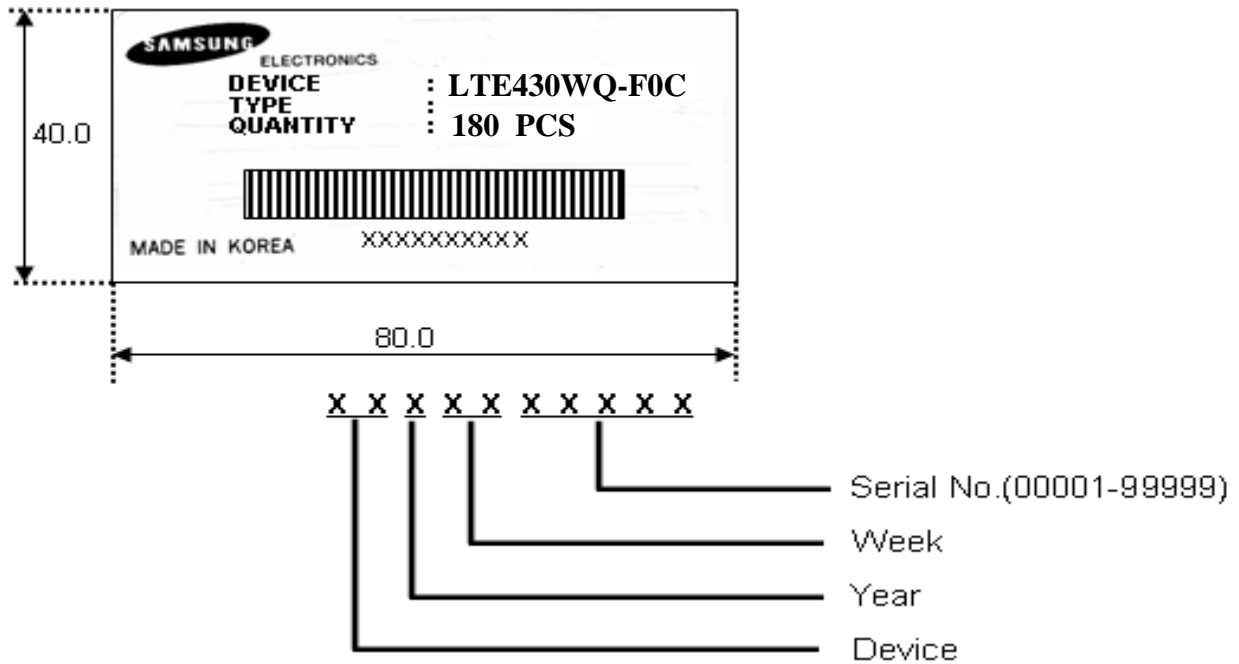 SAMSUNG
ELECTRONICS
DEVICE : LTE430WQ-F0C
TYPE :
QUANTITY : 180 PCS
40.0
XXXXXXXXXX
MADE IN KOREA
80.0
X X X X X X X X X X
Serial No.(00001-99999)
Week
Year
Device